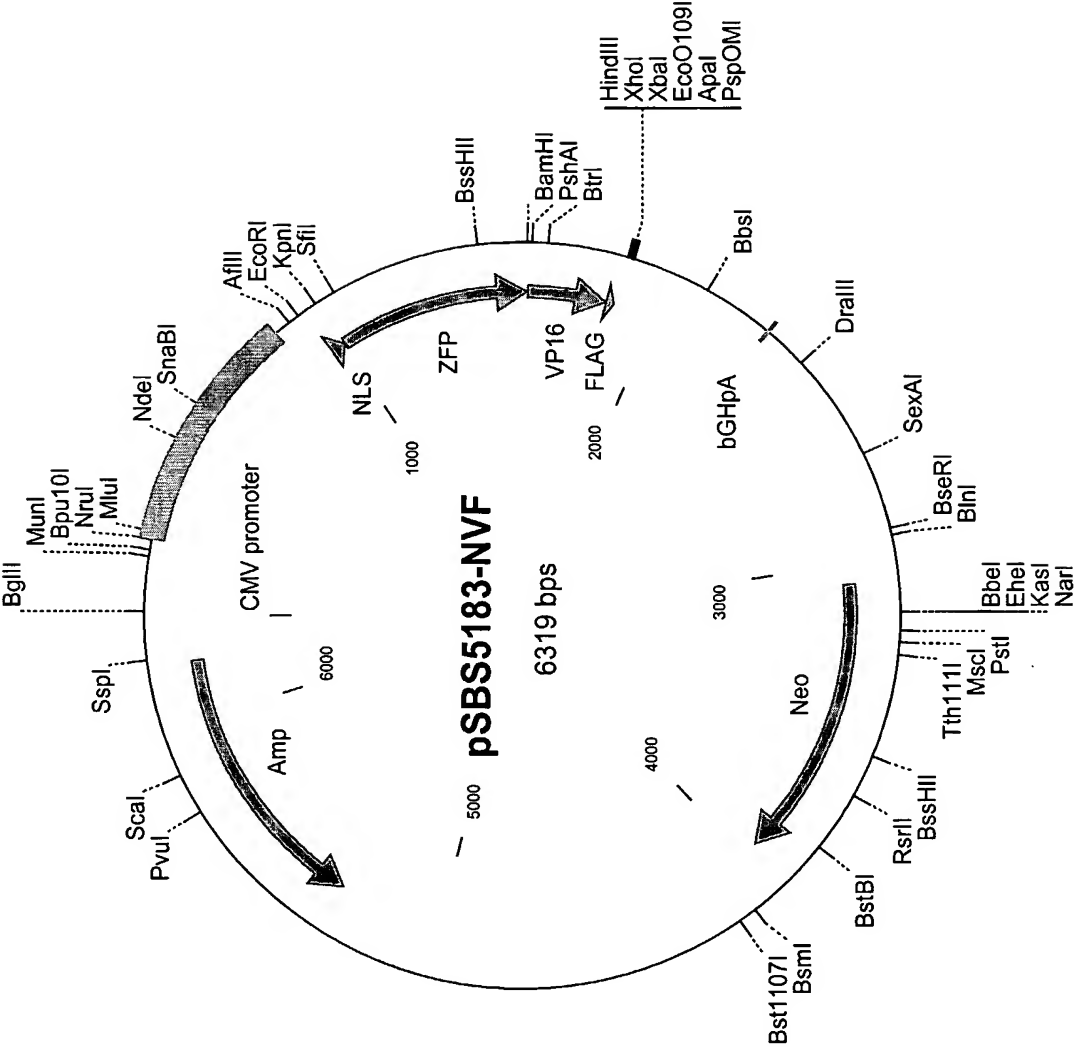 BglII
MunI
Bpu10I
NruI
MluI
NdeI
SnaBI
AflII
EcoRI
KpnI
SfiI
BssHII
BamHI
PshAI
BtrI
HindIII
XhoI
XbaI
EcoO109I
ApaI
PspOMI
BbsI
DraIII
SexAI
BseRI
BlnI
BbeI
EheI
KasI
NarI
PstI
MscI
Tth111I
BssHII
RsrII
BstBI
BsmI
Bst1107I
PvuI
ScaI
SspI
CMV promoter
NLS
ZFP
VP16
FLAG
bGHpA
Neo
Amp
1000
2000
3000
4000
5000
6000
pSBS5183-NVF
6319 bps